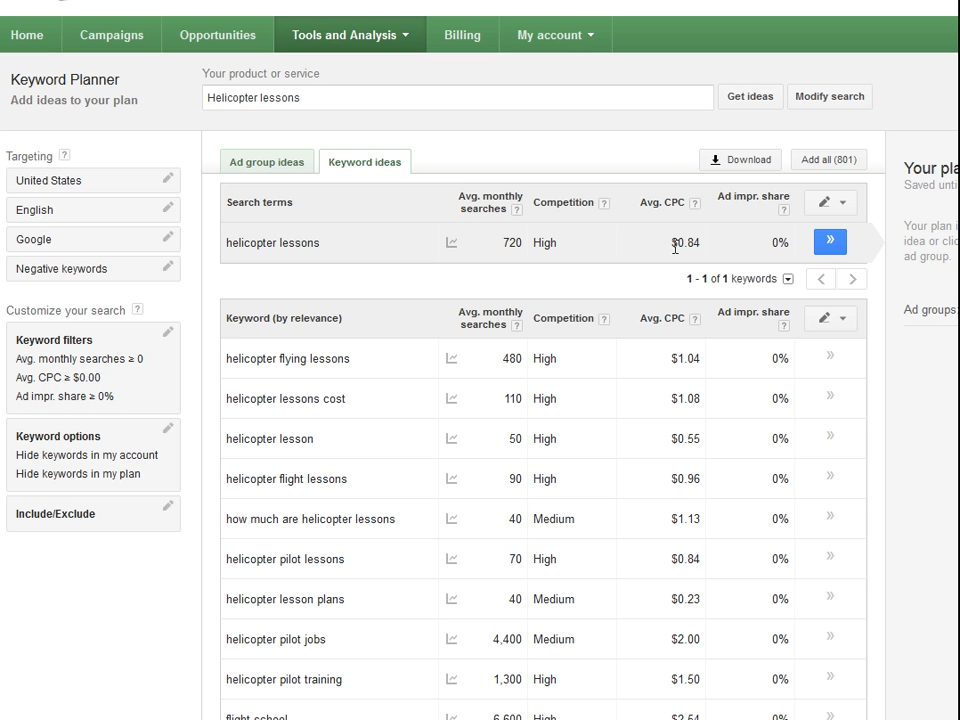 Home Campaigns Opportunities Tools and Analysis Billing My account
Keyword Planner
Add ideas to your plan
Your product or service
Helicopter lessons
Get ideas
Modify search
Targeting ?
United States
English
Google
Negative keywords
Customize your search ?
Keyword filters
Avg. monthly searches ≥ 0
Avg. CPC ≥ $0.00
Ad impr. share ≥ 0%
Keyword options
Hide keywords in my account
Hide keywords in my plan
Include/Exclude
Ad group ideas Keyword ideas Download Add all (801)
Search terms Avg. monthly searches ? Competition ? Avg. CPC ? Ad impr. share ?
helicopter lessons 720 High $0.84 0% »
1 - 1 of 1 keywords
Keyword (by relevance) Avg. monthly searches ? Competition ? Avg. CPC ? Ad impr. share ?
helicopter flying lessons 480 High $1.04 0% »
helicopter lessons cost 110 High $1.08 0% »
helicopter lesson 50 High $0.55 0% »
helicopter flight lessons 90 High $0.96 0% »
how much are helicopter lessons 40 Medium $1.13 0% »
helicopter pilot lessons 70 High $0.84 0% »
helicopter lesson plans 40 Medium $0.23 0% »
helicopter pilot jobs 4,400 Medium $2.00 0% »
helicopter pilot training 1,300 High $1.50 0% »
flight school 6,600 High $2.54 0% »
Your pla
Saved unti
Your plan i
idea or clic
ad group.
Ad groups: